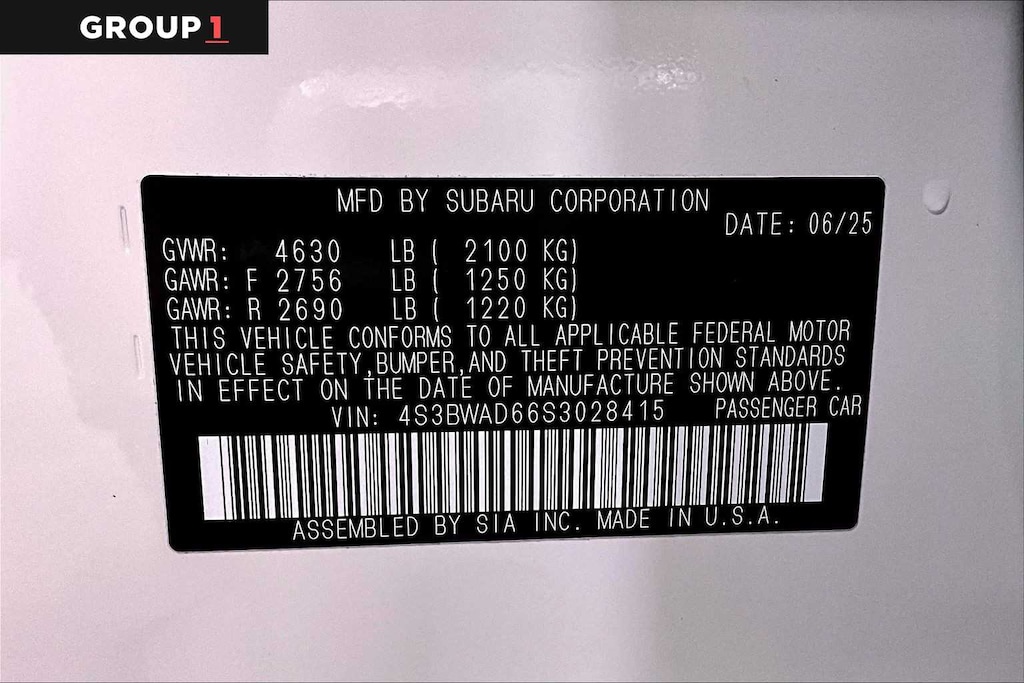 GROUP 1
MFD BY SUBARU CORPORATION
DATE: 06/25
GVWR: 4630 LB ( 2100 KG)
GAWR: F 2756 LB ( 1250 KG)
GAWR: R 2690 LB ( 1220 KG)
THIS VEHICLE CONFORMS TO ALL APPLICABLE FEDERAL MOTOR
VEHICLE SAFETY,BUMPER,AND THEFT PREVENTION STANDARDS
IN EFFECT ON THE DATE OF MANUFACTURE SHOWN ABOVE.
VIN: 4S3BWAD66S3028415 PASSENGER CAR
ASSEMBLED BY SIA INC. MADE IN U.S.A.